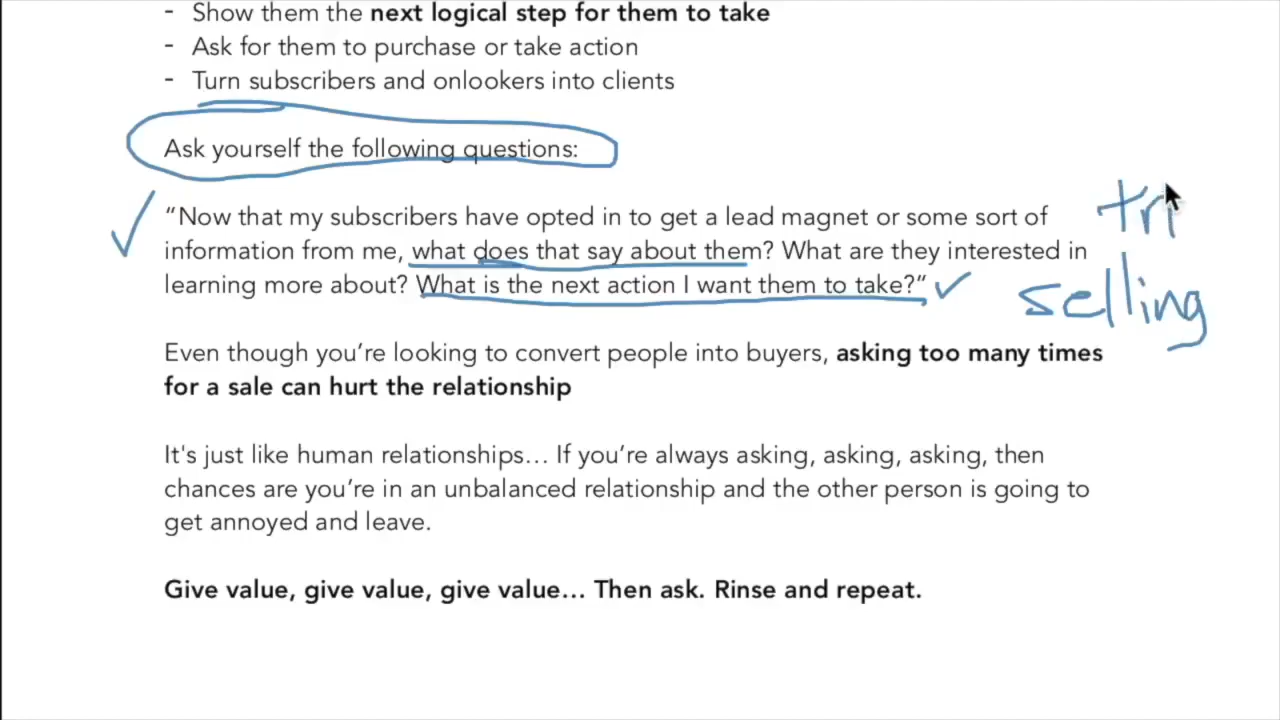 - Show them the next logical step for them to take
- Ask for them to purchase or take action
- Turn subscribers and onlookers into clients
Ask yourself the following questions:
“Now that my subscribers have opted in to get a lead magnet or some sort of
information from me, what does that say about them? What are they interested in
learning more about? What is the next action I want them to take?”
tri
selling
Even though you’re looking to convert people into buyers, asking too many times
for a sale can hurt the relationship
It's just like human relationships… If you’re always asking, asking, asking, then
chances are you’re in an unbalanced relationship and the other person is going to
get annoyed and leave.
Give value, give value, give value… Then ask. Rinse and repeat.